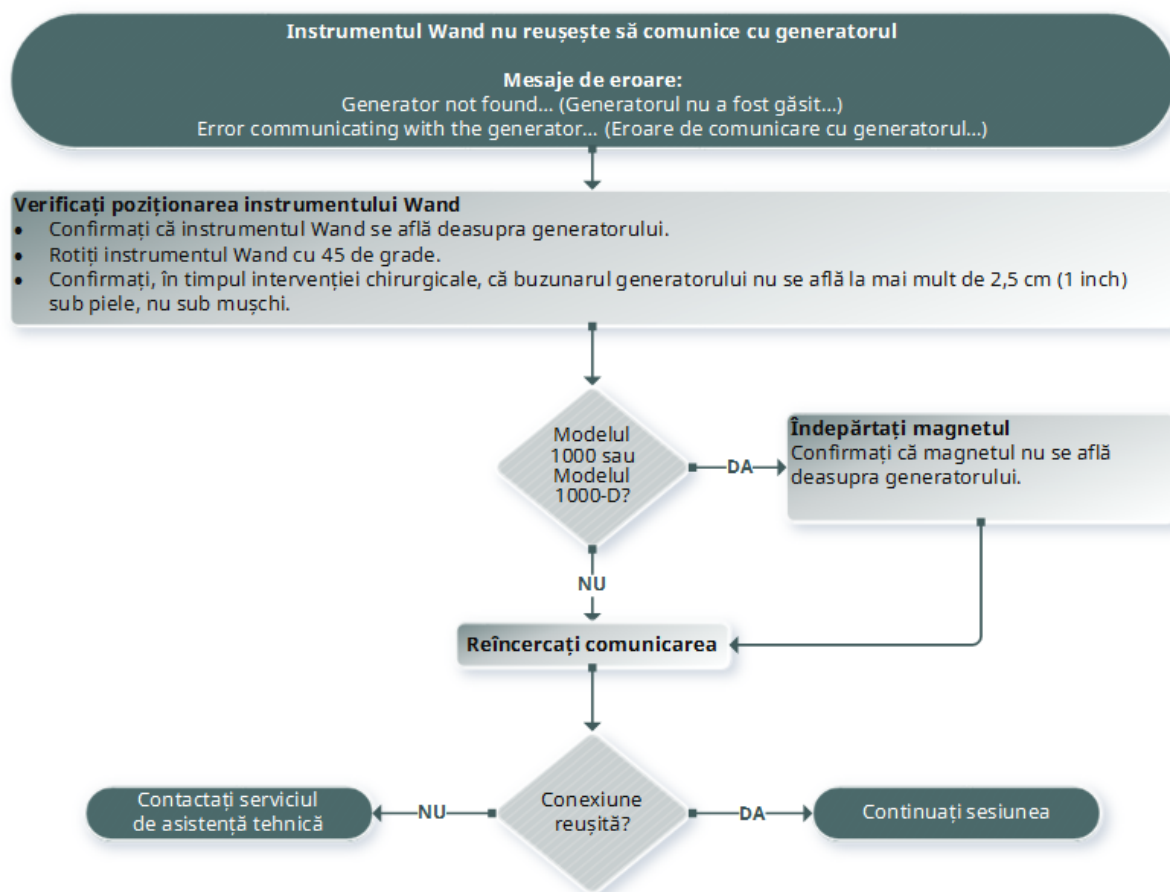 Instrumentul Wand nu reușește să comunice cu generatorul
Mesaje de eroare:
Generator not found... (Generatorul nu a fost găsit...)
Error communicating with the generator... (Eroare de comunicare cu generatorul...)
Verificați poziționarea instrumentului Wand
• Confirmați că instrumentul Wand se află deasupra generatorului.
• Rotiți instrumentul Wand cu 45 de grade.
• Confirmați, în timpul intervenției chirurgicale, că buzunarul generatorului nu se află la mai mult de 2,5 cm (1 inch)
sub piele, nu sub mușchi.
Modelul
1000 sau
Modelul
1000-D?
DA
Îndepărtați magnetul
Confirmați că magnetul nu se află
deasupra generatorului.
NU
Reîncercați comunicarea
Contactați serviciul
de asistență tehnică
NU
Conexiune
reușită?
DA
Continuați sesiunea